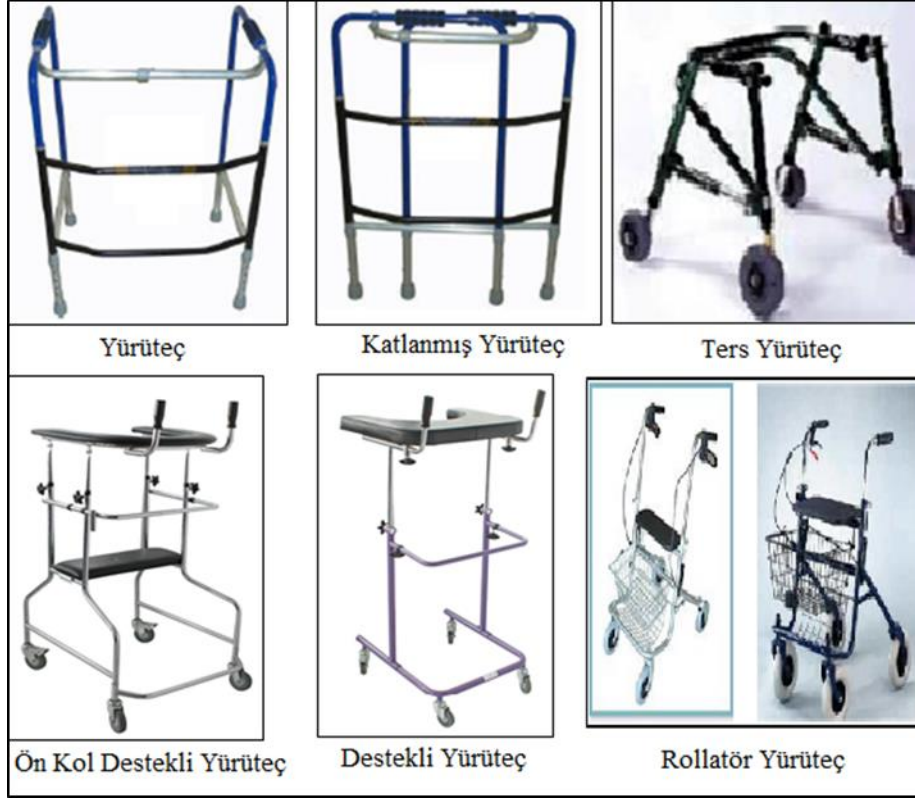 Yürüteç
Katlanmış Yürüteç
Ters Yürüteç
Ön Kol Destekli Yürüteç
Destekli Yürüteç
Rollatör Yürüteç